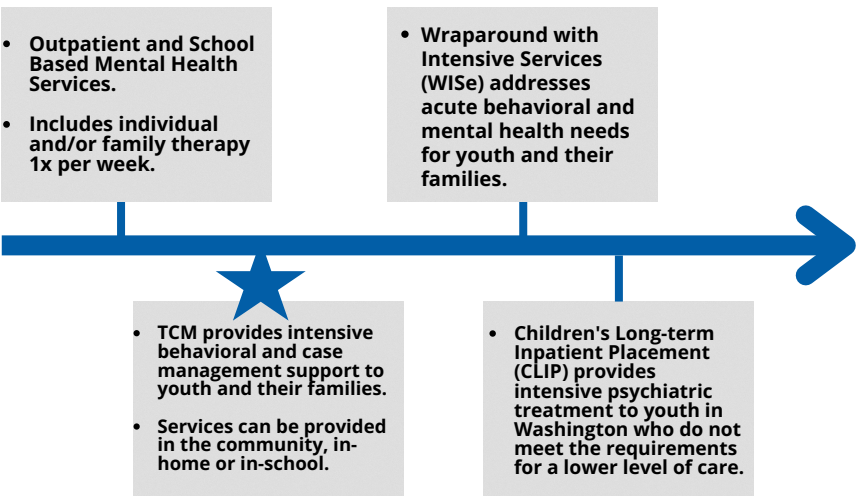 • Outpatient and School
Based Mental Health
Services.
• Includes individual
and/or family therapy
1x per week.
• Wraparound with
Intensive Services
(WISe) addresses
acute behavioral and
mental health needs
for youth and their
families.
• TCM provides intensive
behavioral and case
management support to
youth and their families.
• Services can be provided
in the community, in-
home or in-school.
• Children's Long-term
Inpatient Placement
(CLIP) provides
intensive psychiatric
treatment to youth in
Washington who do not
meet the requirements
for a lower level of care.